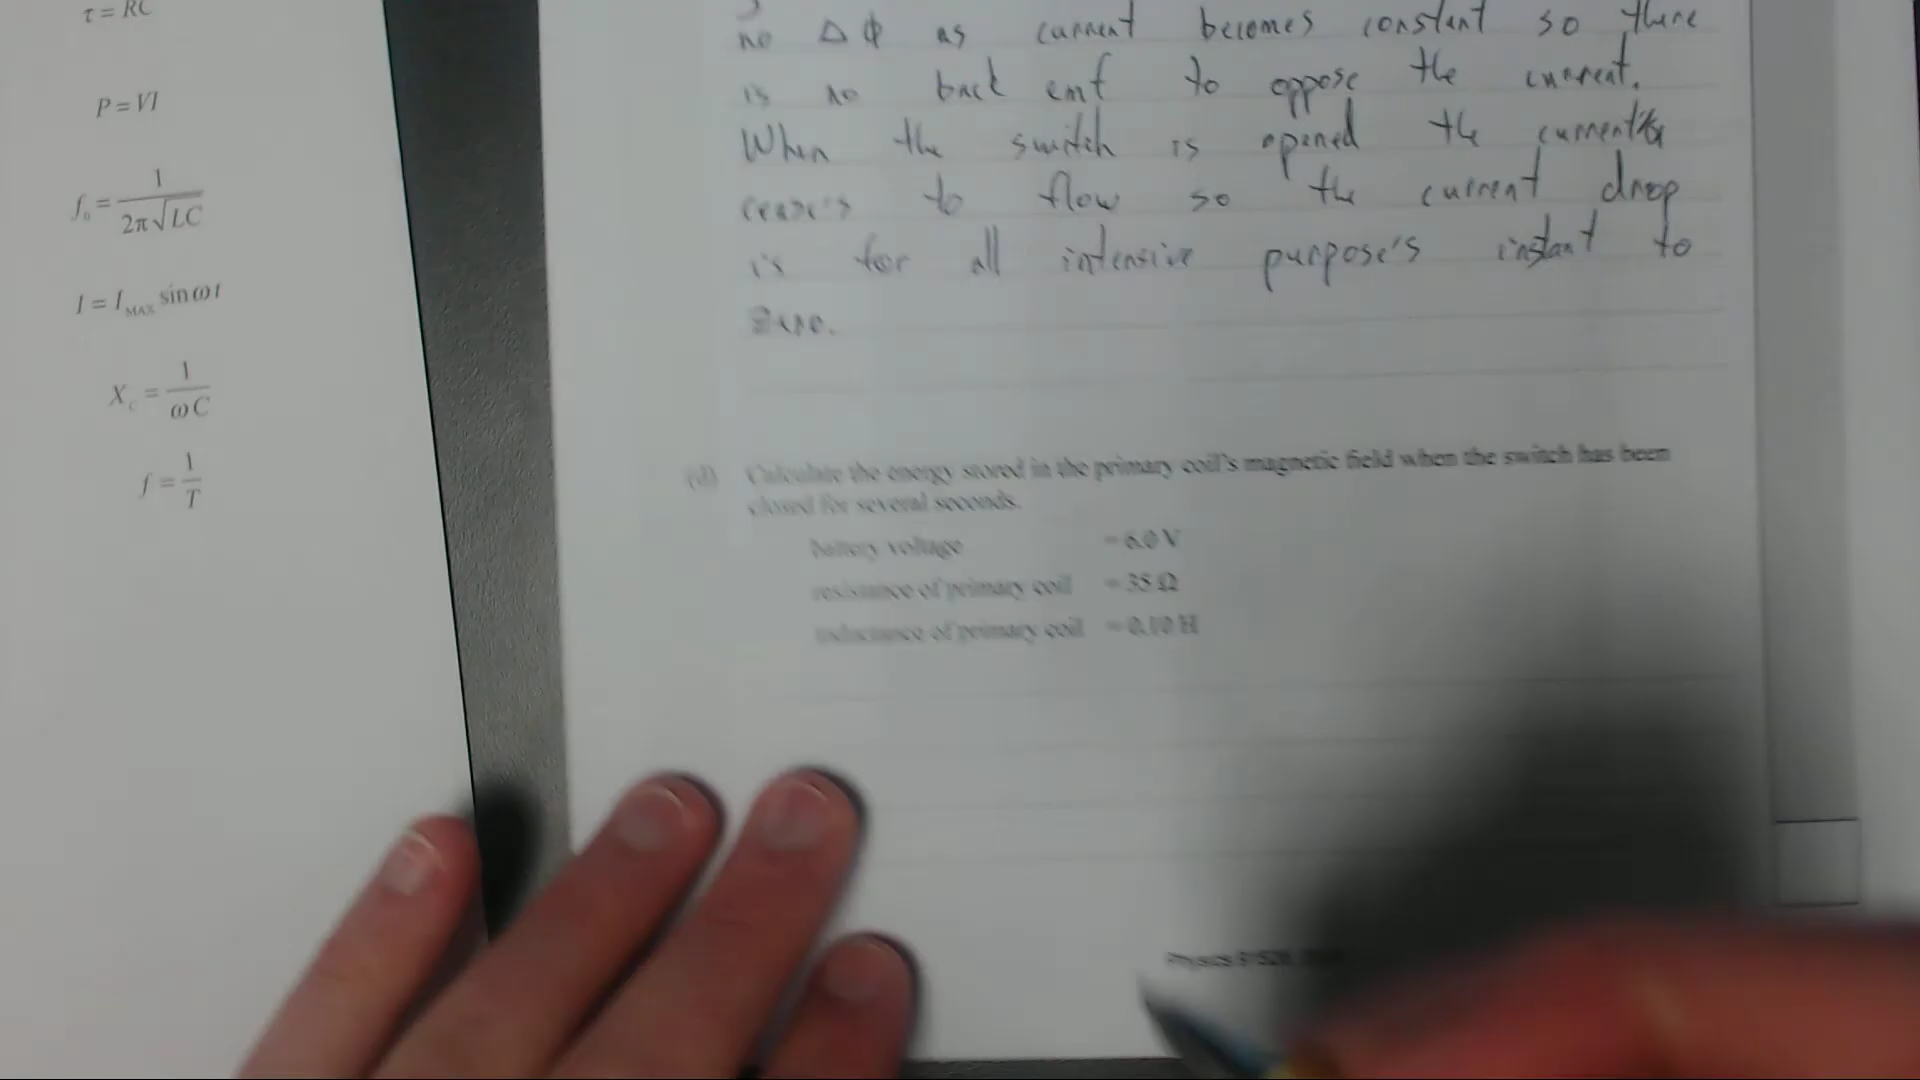 τ = RC
P = VI
f₀ = 1 / 2π√LC
I = I_MAX sin ω t
X_C = 1 / ωC
f = 1 / T
no ΔΦ as current becomes constant so there
is no back emf to oppose the current.
When the switch is opened the current
cease's to flow so the current drop
is for all intensive purpose's instant to
zero.
(d) Calculate the energy stored in the primary coil's magnetic field when the switch has been
closed for several seconds.
battery voltage = 6.0 V
resistance of primary coil = 35 Ω
inductance of primary coil = 0.10 H
Physics